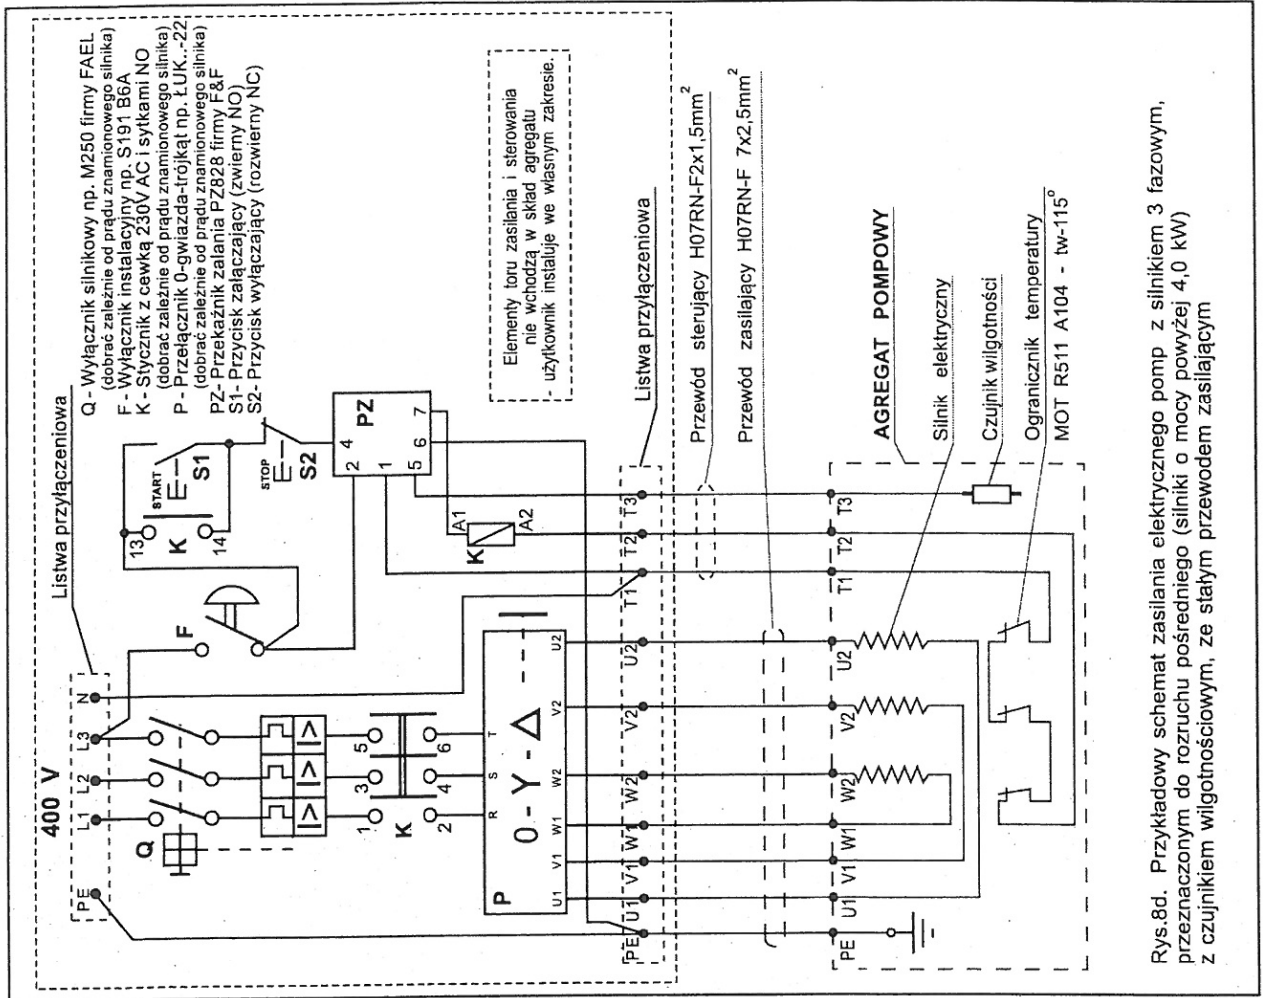 400 V
Listwa przyłączeniowa
PE
L1
L2
L3
N
Q
F
START
S1
STOP
S2
13
K
14
1
3
5
K
2
4
6
2
4
PZ
1
5
6
7
A1
K
A2
R
S
T
P
0 - Y - Δ
U1
V1
W1
W2
V2
U2
PE
U1
V1
W1
W2
V2
U2
T1
T2
T3
PE
U1
V1
W1
W2
V2
U2
T1
T2
T3
Q - Wyłącznik silnikowy np. M250 firmy FAEL
(dobrać zależnie od prądu znamionowego silnika)
F - Wyłącznik instalacyjny np. S191 B6A
K - Stycznik z cewką 230V AC i sytkami NO
(dobrać zależnie od prądu znamionowego silnika)
P - Przełącznik 0-gwiazda-trójkąt np. ŁUK..-22
(dobrać zależnie od prądu znamionowego silnika)
PZ- Przekaźnik zalania PZ828 firmy F&F
S1- Przycisk załączający (zwierny NO)
S2- Przycisk wyłączający (rozwierny NC)
Elementy toru zasilania i sterowania
nie wchodzą w skład agregatu
- użytkownik instaluje we własnym zakresie.
Listwa przyłączeniowa
Przewód sterujący H07RN-F2x1,5mm²
Przewód zasilający H07RN-F 7x2,5mm²
AGREGAT POMPOWY
Silnik elektryczny
Czujnik wilgotności
Ogranicznik temperatury
MOT R511 A104 - tw-115°
Rys.8d. Przykładowy schemat zasilania elektrycznego pomp z silnikiem 3 fazowym,
przeznaczonym do rozruchu pośredniego (silniki o mocy powyżej 4,0 kW)
z czujnikiem wilgotnościowym, ze stałym przewodem zasilającym